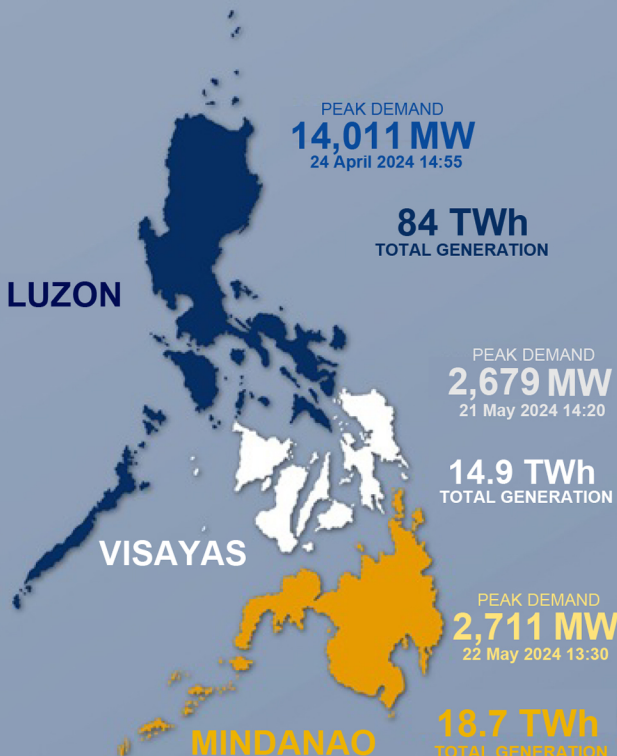 PEAK DEMAND
14,011 MW
24 April 2024 14:55
84 TWh
TOTAL GENERATION
LUZON
PEAK DEMAND
2,679 MW
21 May 2024 14:20
14.9 TWh
TOTAL GENERATION
VISAYAS
PEAK DEMAND
2,711 MW
22 May 2024 13:30
18.7 TWh
TOTAL GENERATION
MINDANAO